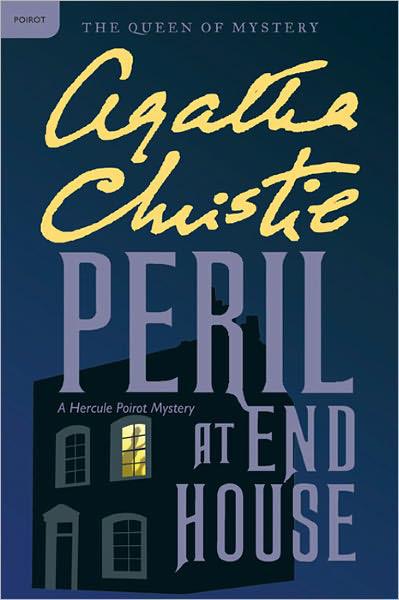 POIROT
THE QUEEN OF MYSTERY
Agatha
Christie
PERIL
A Hercule Poirot Mystery
AT END
HOUSE